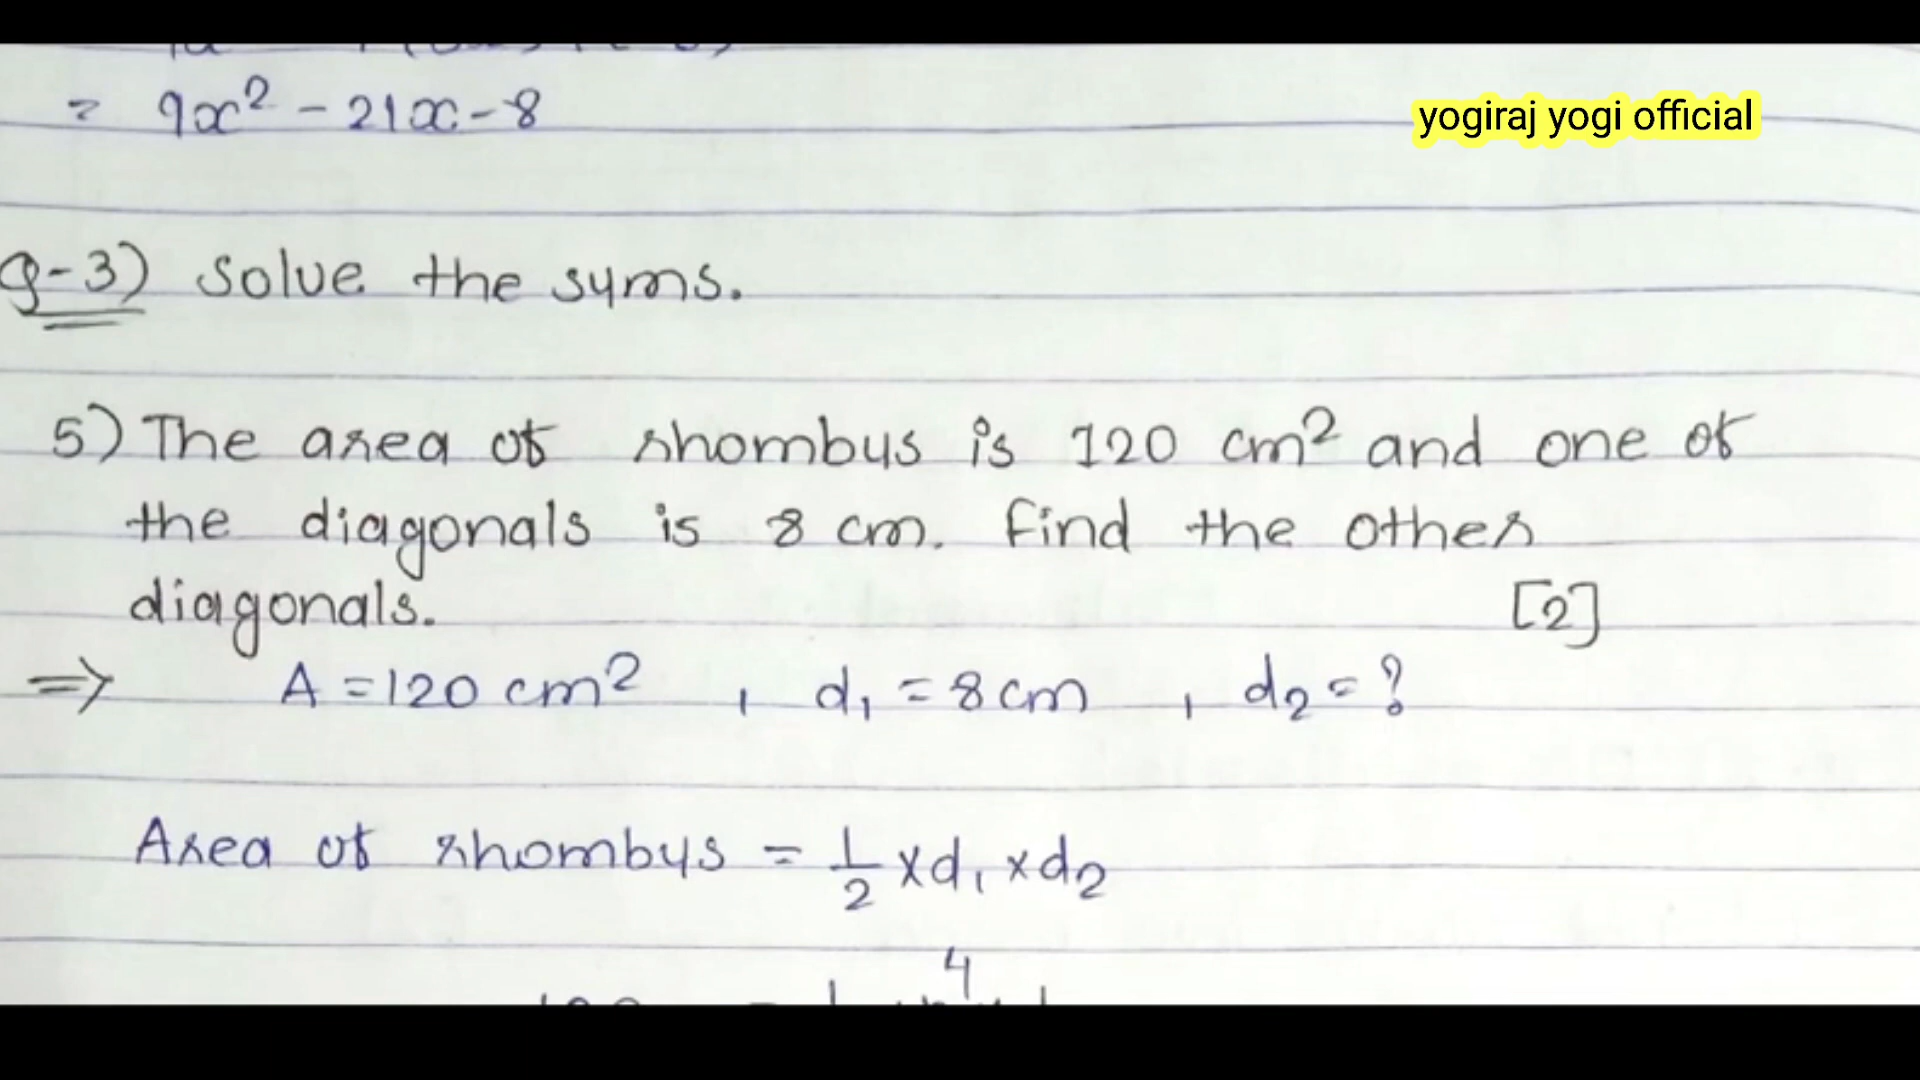 = 9x² - 21x - 8
yogiraj yogi official
Q-3) Solve the sums.
5) The area of rhombus is 120 cm² and one of
the diagonals is 8 cm. Find the other
diagonals. [2]
⇒ A = 120 cm² , d₁ = 8 cm , d₂ = ?
Area of rhombus = 1/2 × d₁ × d₂
4